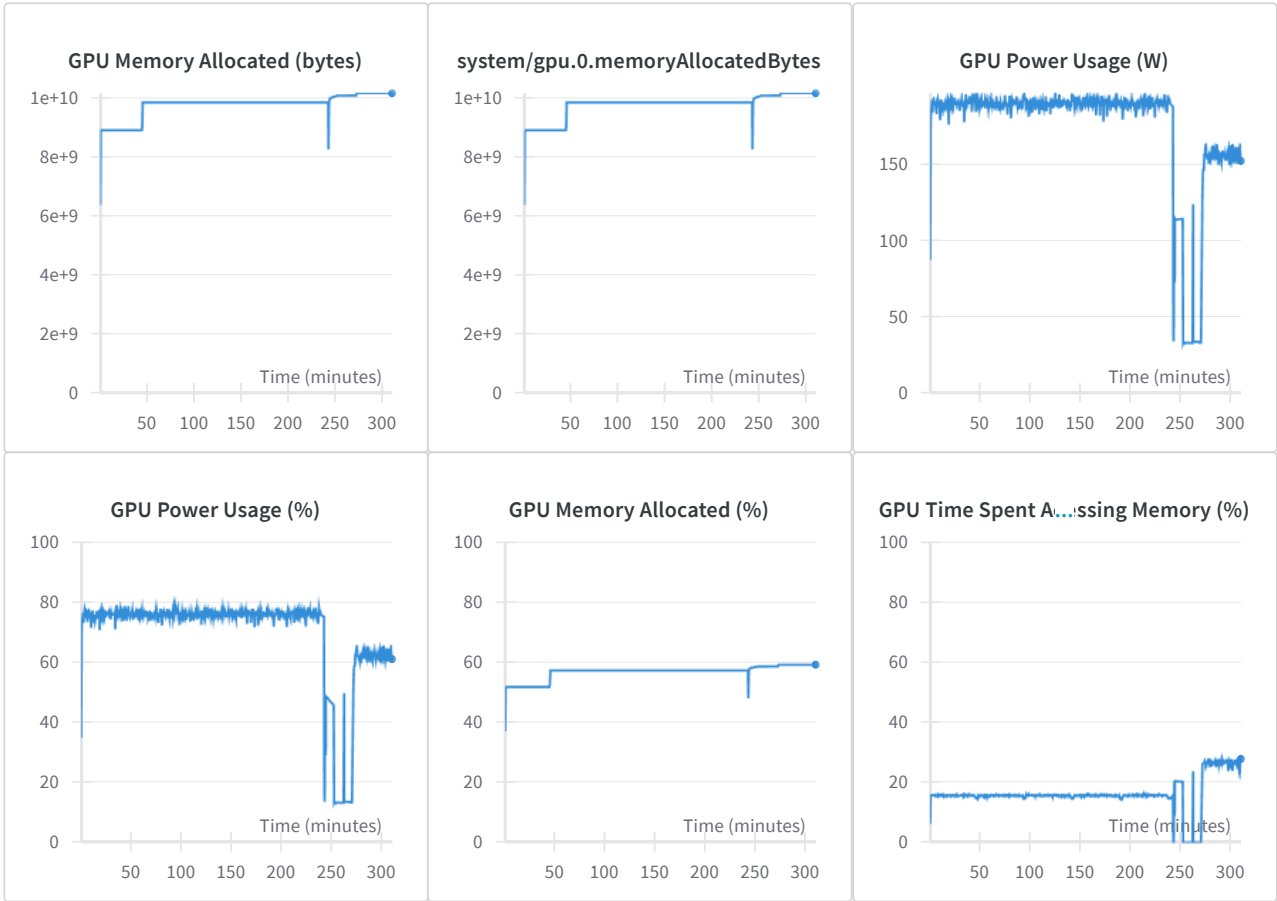 GPU Memory Allocated (bytes)
1e+10
8e+9
6e+9
4e+9
2e+9
0
Time (minutes)
50 100 150 200 250 300
system/gpu.0.memoryAllocatedBytes
1e+10
8e+9
6e+9
4e+9
2e+9
0
Time (minutes)
50 100 150 200 250 300
GPU Power Usage (W)
150
100
50
0
Time (minutes)
50 100 150 200 250 300
GPU Power Usage (%)
100
80
60
40
20
0
Time (minutes)
50 100 150 200 250 300
GPU Memory Allocated (%)
100
80
60
40
20
0
Time (minutes)
50 100 150 200 250 300
GPU Time Spent A...ssing Memory (%)
100
80
60
40
20
0
Time (minutes)
50 100 150 200 250 300